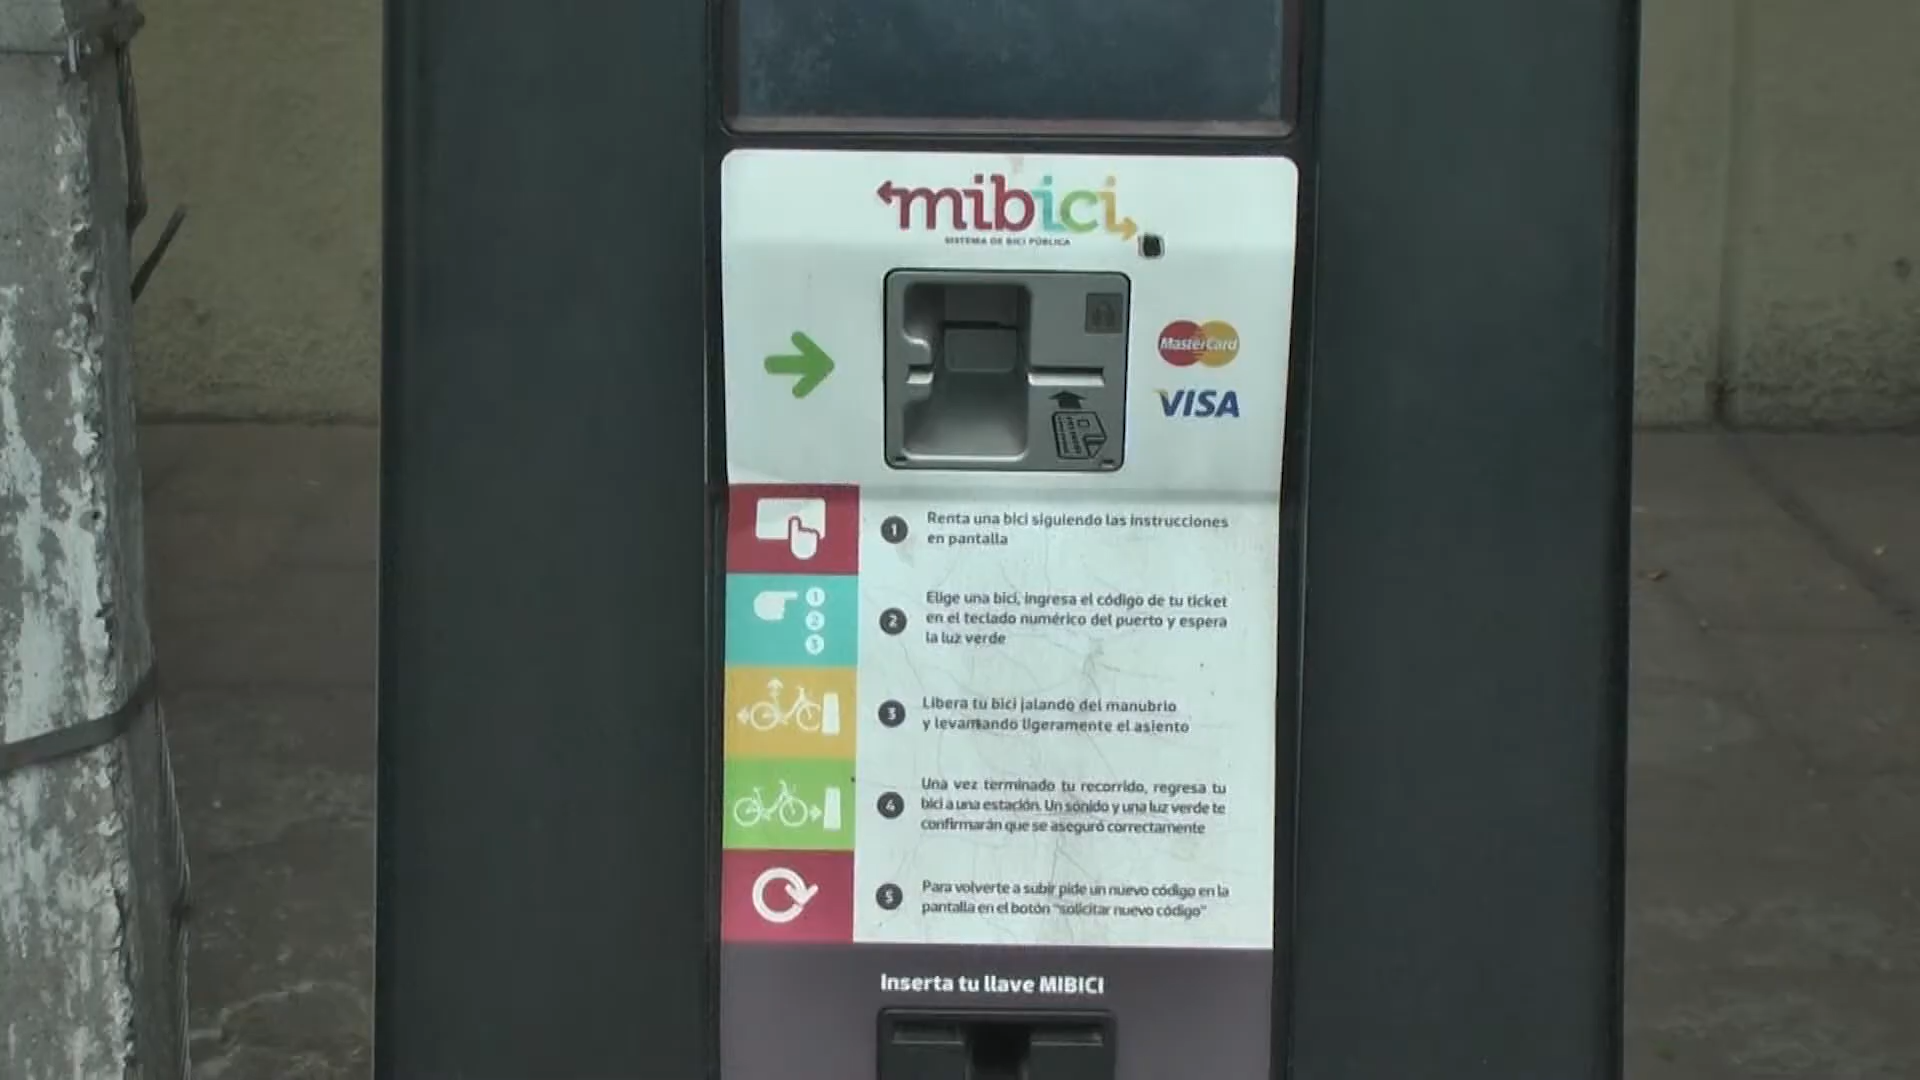 mibici
SISTEMA DE BICI PÚBLICA
MasterCard
VISA
1
Renta una bici siguiendo las instrucciones
en pantalla
1
2
3
2
Elige una bici, ingresa el código de tu ticket
en el teclado numérico del puerto y espera
la luz verde
3
Libera tu bici jalando del manubrio
y levantando ligeramente el asiento
4
Una vez terminado tu recorrido, regresa tu
bici a una estación. Un sonido y una luz verde te
confirmarán que se aseguró correctamente
5
Para volverte a subir pide un nuevo código en la
pantalla en el botón "solicitar nuevo código"
Inserta tu llave MIBICI